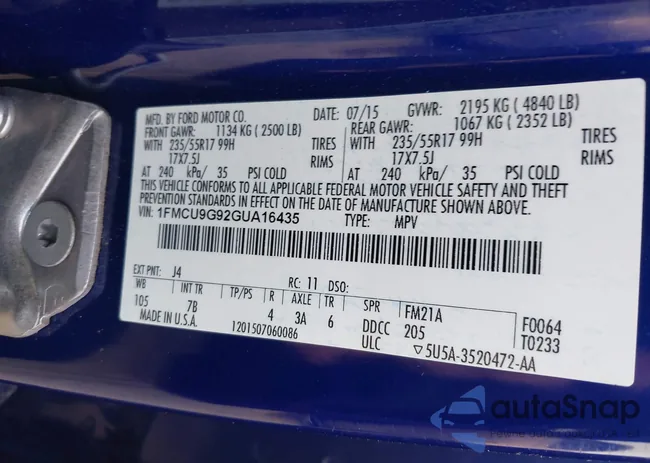 MFD. BY FORD MOTOR CO. DATE: 07/15 GVWR: 2195 KG ( 4840 LB)
FRONT GAWR: 1134 KG ( 2500 LB) REAR GAWR: 1067 KG ( 2352 LB)
WITH 235/55R17 99H WITH 235/55R17 99H TIRES
17X7.5J 17X7.5J RIMS
AT 240 kPa/ 35 PSI COLD AT 240 kPa/ 35 PSI COLD
THIS VEHICLE CONFORMS TO ALL APPLICABLE FEDERAL MOTOR VEHICLE SAFETY AND THEFT
PREVENTION STANDARDS IN EFFECT ON THE DATE OF MANUFACTURE SHOWN ABOVE.
VIN: 1FMCU9G92GUA16435 TYPE: MPV
EXT PNT: J4 RC: 11 DSO:
WB INT TR TP/PS R AXLE TR SPR FM21A F0064
105 7B 4 3A 6 DDCC 205 T0233
MADE IN U.S.A. 1201507060086 ULC ▽5U5A-3520472-AA
autaSnap